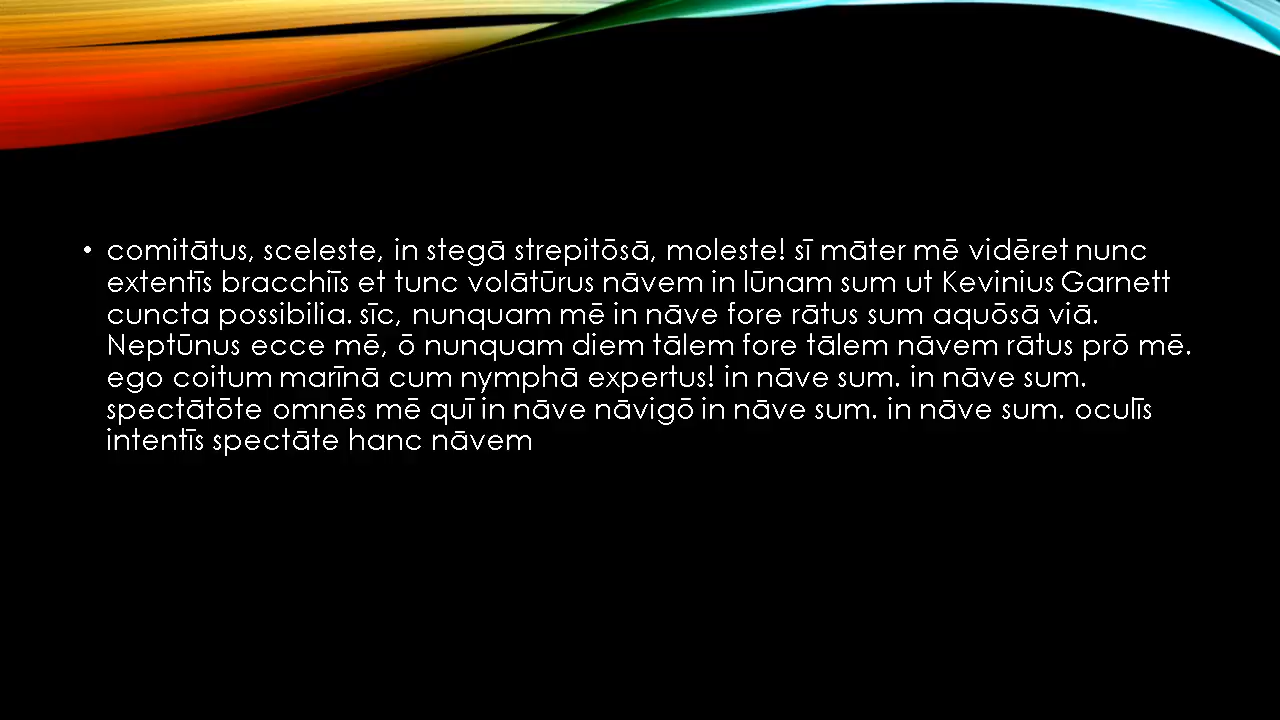 • comitātus, sceleste, in stegā strepitōsā, moleste! sī māter mē vidēret nunc
extentīs bracchiīs et tunc volātūrus nāvem in lūnam sum ut Kevinius Garnett
cuncta possibilia. sīc, nunquam mē in nāve fore rātus sum aquōsā viā.
Neptūnus ecce mē, ō nunquam diem tālem fore tālem nāvem rātus prō mē.
ego coitum marīnā cum nymphā expertus! in nāve sum. in nāve sum.
spectātōte omnēs mē quī in nāve nāvigō in nāve sum. in nāve sum. oculīs
intentīs spectāte hanc nāvem